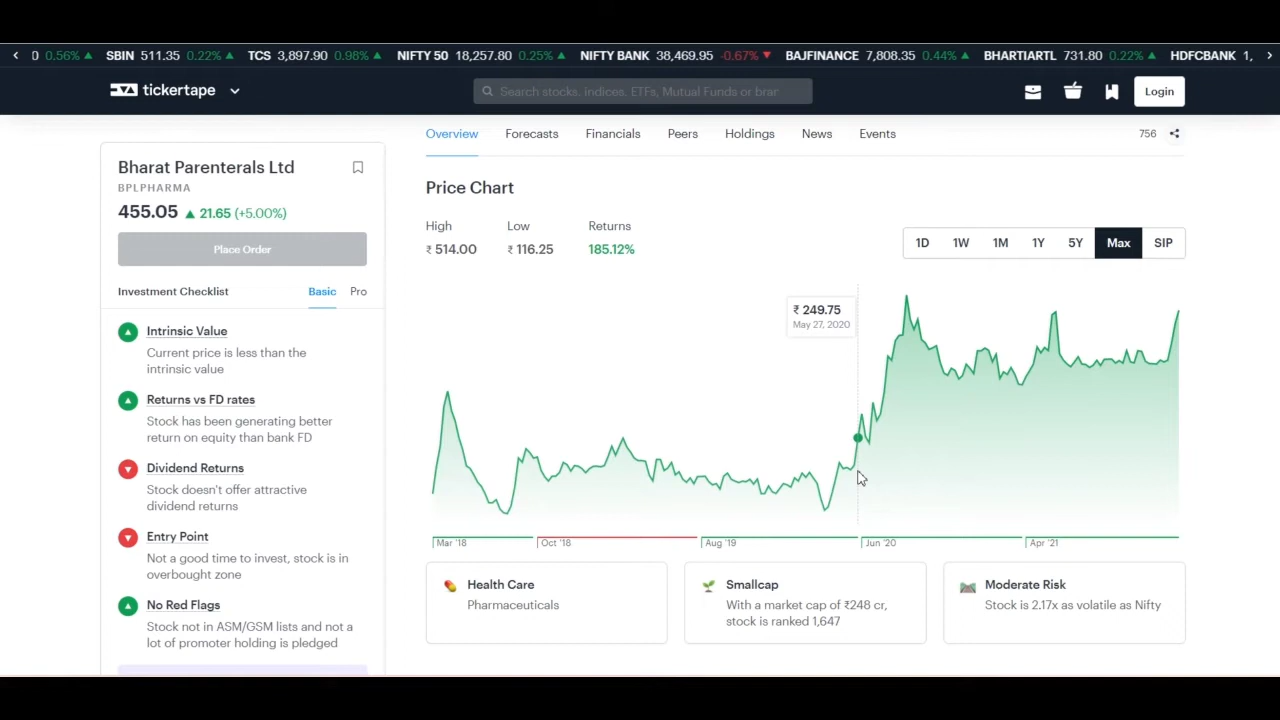 0 0.56% SBIN 511.35 0.22% TCS 3,897.90 0.98% NIFTY 50 18,257.80 0.25% NIFTY BANK 38,469.95 -0.67% BAJFINANCE 7,808.35 0.44% BHARTIARTL 731.80 0.22% HDFCBANK 1,
tickertape Search stocks, indices, ETFs, Mutual Funds or brar Login
Overview Forecasts Financials Peers Holdings News Events 756
Bharat Parenterals Ltd
BPLPHARMA
455.05 21.65 (+5.00%)
Place Order
Investment Checklist Basic Pro
Intrinsic Value
Current price is less than the
intrinsic value
Returns vs FD rates
Stock has been generating better
return on equity than bank FD
Dividend Returns
Stock doesn't offer attractive
dividend returns
Entry Point
Not a good time to invest, stock is in
overbought zone
No Red Flags
Stock not in ASM/GSM lists and not a
lot of promoter holding is pledged
Price Chart
High Low Returns
₹ 514.00 ₹ 116.25 185.12%
1D 1W 1M 1Y 5Y Max SIP
₹ 249.75
May 27, 2020
Mar '18 Oct '18 Aug '19 Jun '20 Apr '21
Health Care
Pharmaceuticals
Smallcap
With a market cap of ₹248 cr,
stock is ranked 1,647
Moderate Risk
Stock is 2.17x as volatile as Nifty